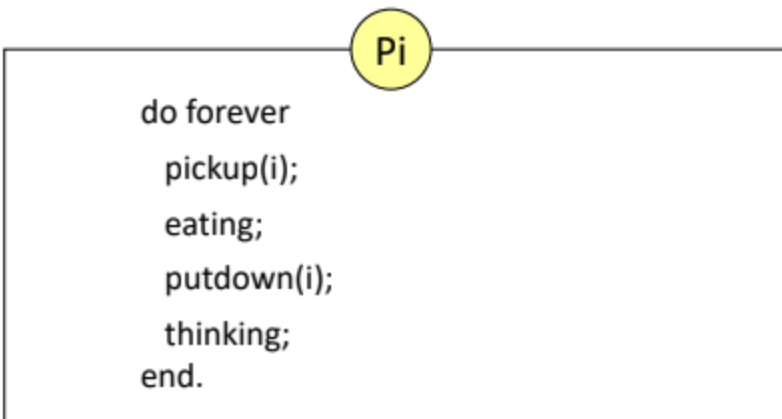 Pi
do forever
pickup(i);
eating;
putdown(i);
thinking;
end.